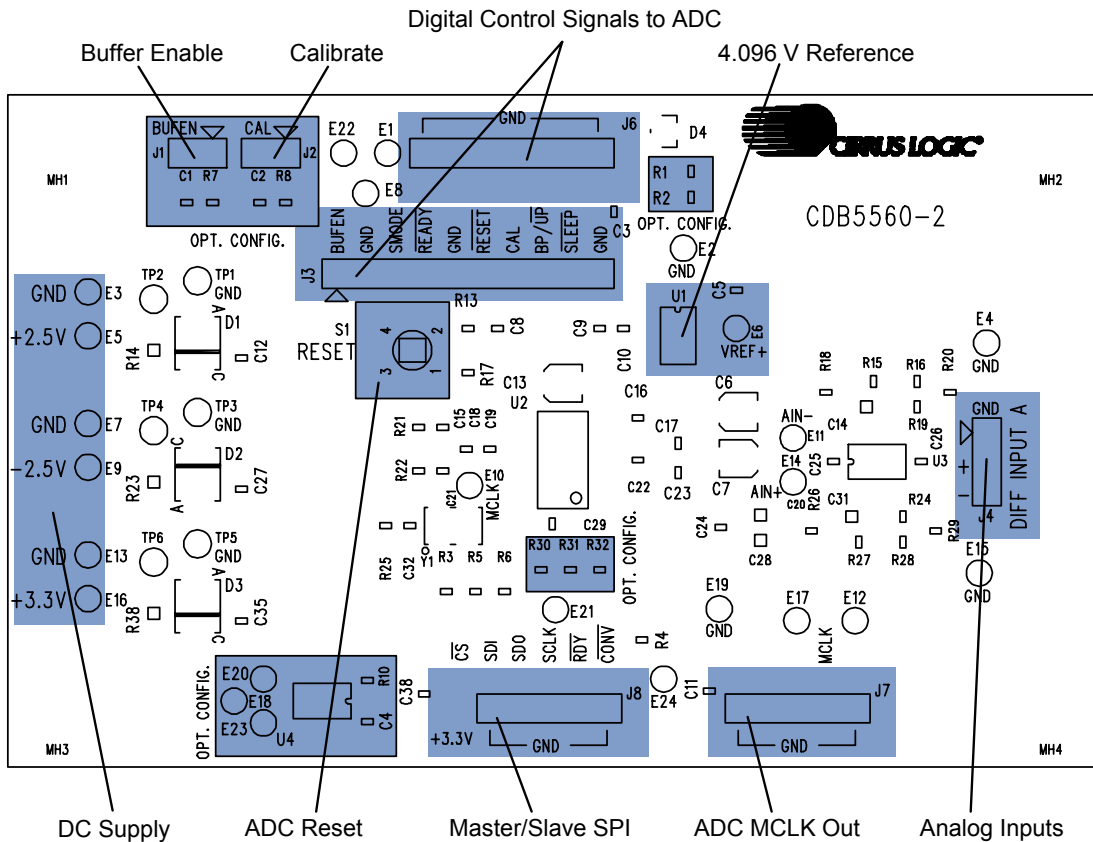 Digital Control Signals to ADC
Buffer Enable
Calibrate
4.096 V Reference
BUFEN
CAL
J1
J2
C1 R7
C2 R8
OPT. CONFIG.
E22
E1
E8
GND
J6
D4
R1
R2
OPT. CONFIG.
CIRRUS LOGIC®
MH1
MH2
CDB5560-2
BUFEN
GND
SMODE
READY
GND
RESET
CAL
BP/UP
SLEEP
GND
C3
J3
E2
GND
GND E3
+2.5V E5
TP2
TP1
GND
A
D1
C
R14
C12
S1
RESET
4
2
3
1
R13
C8
R17
C9
C10
U1
C5
E6
VREF+
E4
GND
GND E7
-2.5V E9
TP4
TP3
GND
C
D2
A
R23
C27
C13
U2
R21
C15
C18
C19
R22
C21
E10
MCLK
Y1
R25
C32
R3 R5 R6
C16
C17
C22
C23
C6
C7
AIN-
E11
E14
AIN+
C20
C24
C28
R18
R15
R16
R20
C14
R19
C26
C25
U3
R26
C31
R24
R29
R27
R28
GND
+
-
J4
DIFF INPUT A
E15
GND
C29
R30 R31 R32
OPT. CONFIG.
E21
GND E13
+3.3V E16
TP6
TP5
GND
A
D3
C
R38
C35
E19
GND
E17
E12
MCLK
CS
SDI
SDO
SCLK
RDY
CONV
R4
E24
OPT. CONFIG.
E20
E18
E23
U4
R10
C4
C38
J8
+3.3V
GND
C11
J7
GND
MH3
MH4
DC Supply
ADC Reset
Master/Slave SPI
ADC MCLK Out
Analog Inputs